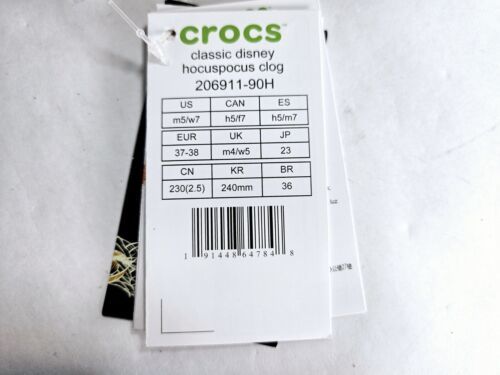 crocs™
classic disney
hocuspocus clog
206911-90H
US CAN ES
m5/w7 h5/f7 h5/m7
EUR UK JP
37-38 m4/w5 23
CN KR BR
230(2.5) 240mm 36
1 91448 64784 8